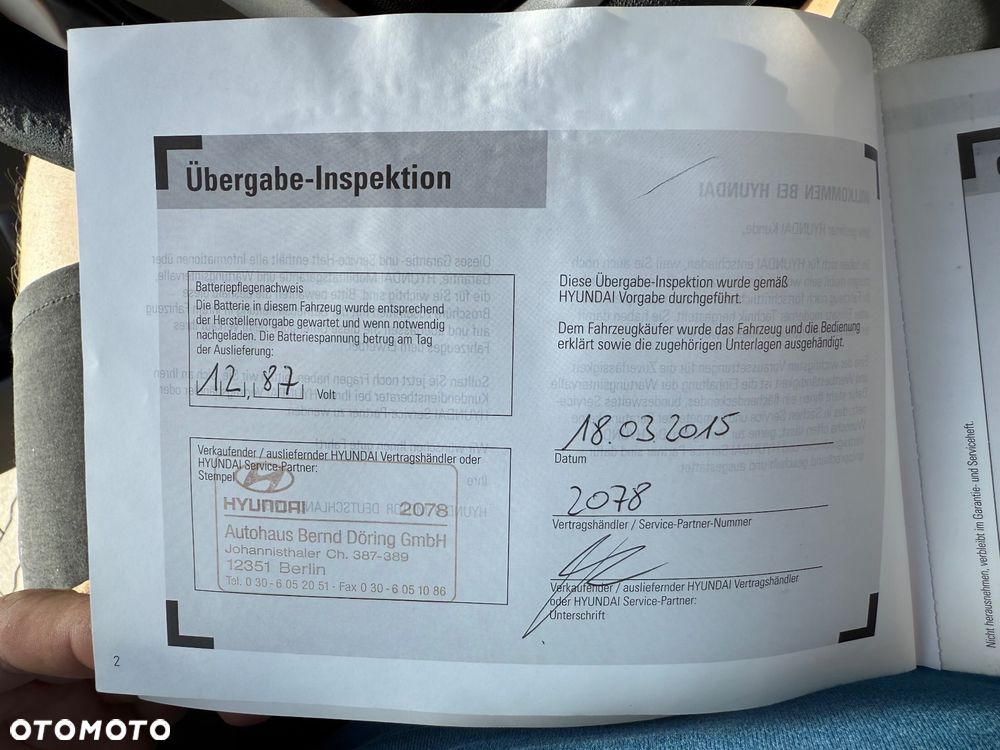 Übergabe-Inspektion
Batteriepflegenachweis
Die Batterie in diesem Fahrzeug wurde entsprechend
der Herstellervorgabe gewartet und wenn notwendig
nachgeladen. Die Batteriespannung betrug am Tag
der Auslieferung:
12,87 Volt
Verkaufender / ausliefernder HYUNDAI Vertragshändler oder
HYUNDAI Service-Partner:
Stempel
HYUNDAI 2078
Autohaus Bernd Döring GmbH
Johannisthaler Ch. 387-389
12351 Berlin
Tel. 0 30 - 6 05 20 51 - Fax 0 30 - 6 05 10 86
Diese Übergabe-Inspektion wurde gemäß
HYUNDAI Vorgabe durchgeführt.
Dem Fahrzeugkäufer wurde das Fahrzeug und die Bedienung
erklärt sowie die zugehörigen Unterlagen ausgehändigt.
18.03 2015
Datum
2078
Vertragshändler / Service-Partner-Nummer
Verkaufender / ausliefernder HYUNDAI Vertragshändler
oder HYUNDAI Service-Partner:
Unterschrift
2
Nicht herausnehmen, verbleibt im Garantie- und Serviceheft.
OTOMOTO